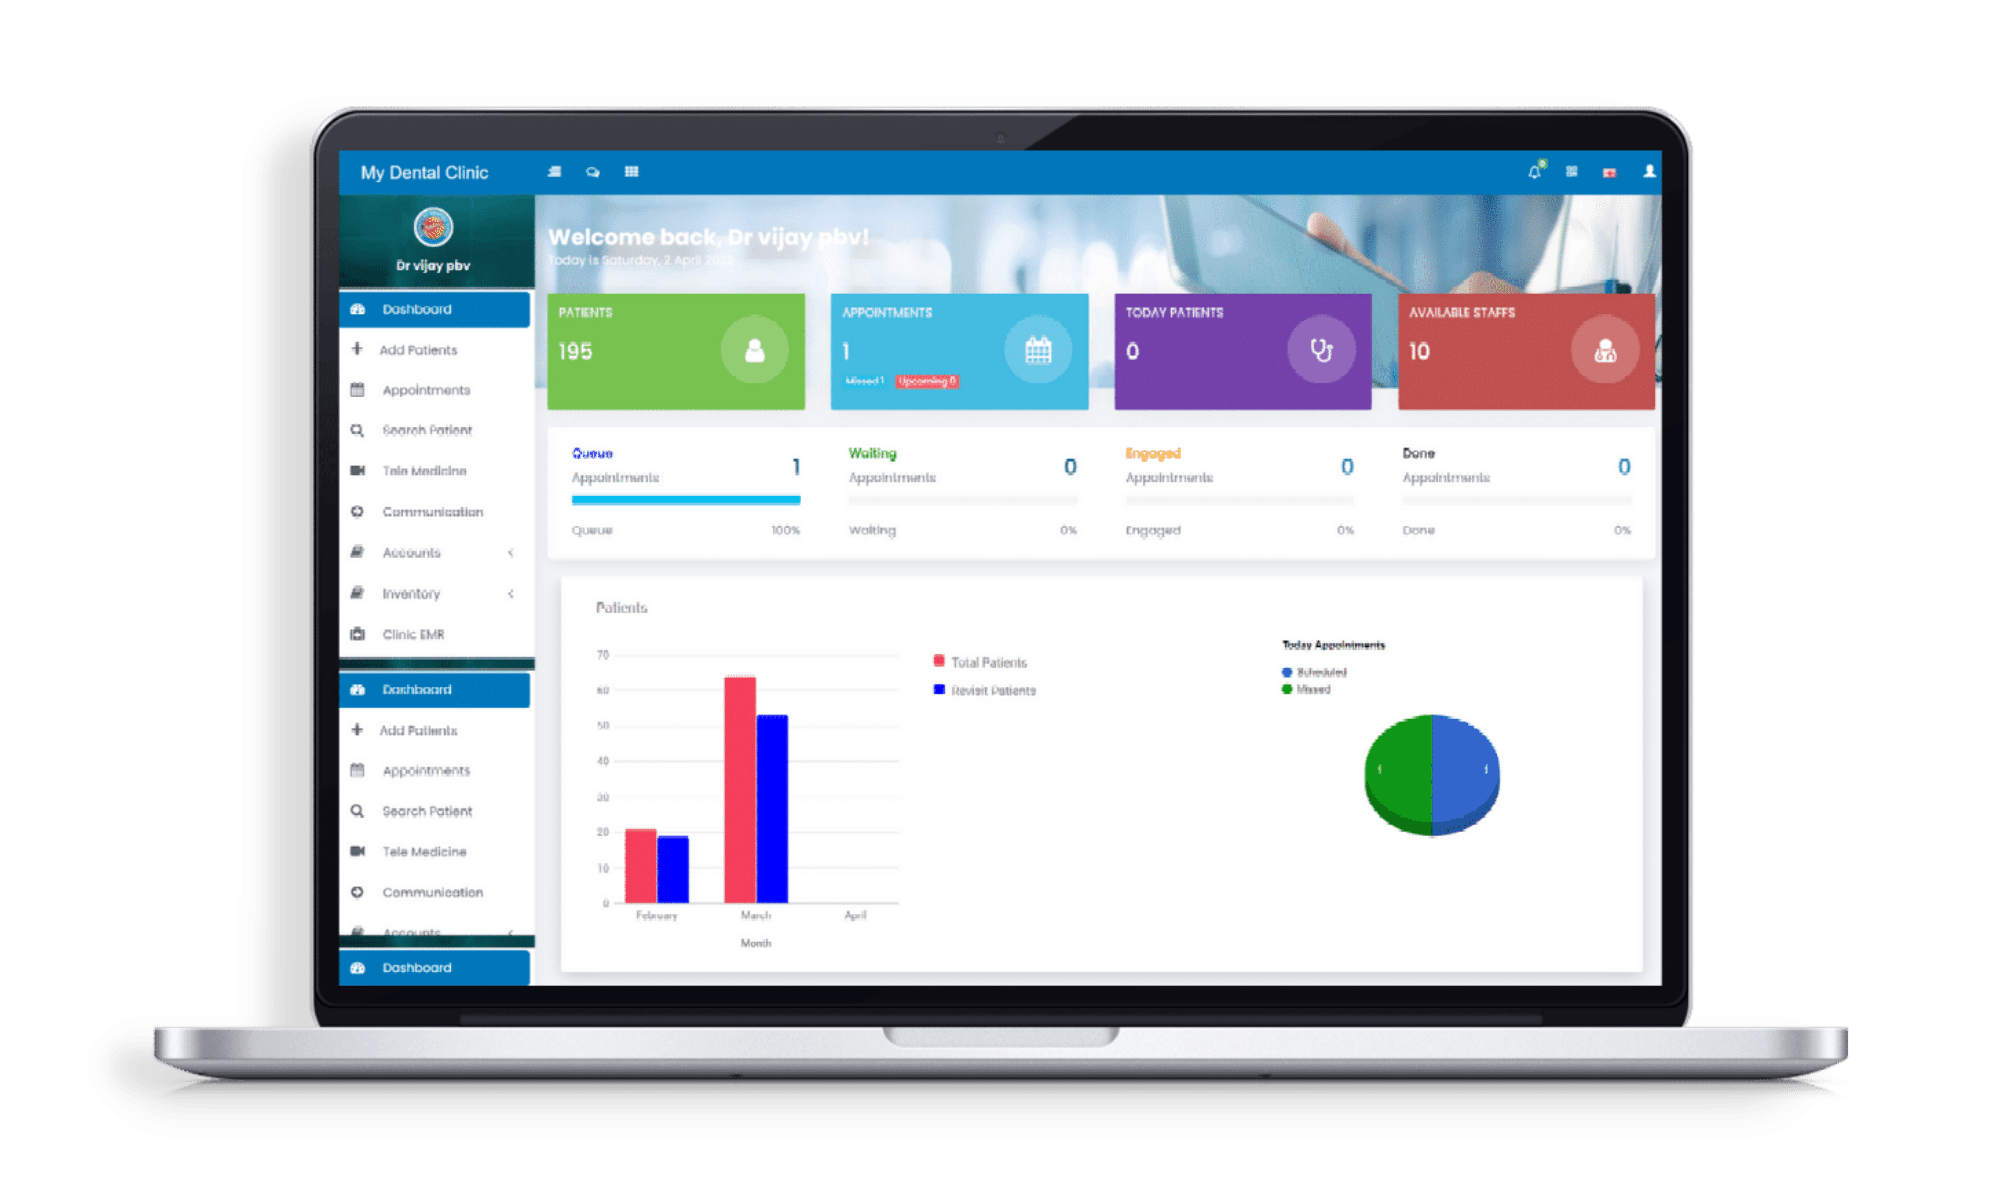 My Dental Clinic
Dr vijay pbv
Welcome back, Dr vijay pbv!
Today is Saturday, 2 April
Dashboard
Add Patients
Appointments
Search Patient
Tele Medicine
Communication
Accounts
Inventory
Clinic EMR
Dashboard
Add Patients
Appointments
Search Patient
Tele Medicine
Communication
Accounts
Dashboard
PATIENTS
195
APPOINTMENTS
1
Missed 1 Upcoming 0
TODAY PATIENTS
0
AVAILABLE STAFFS
10
Queue
Appointments
1
Queue 100%
Waiting
Appointments
0
Waiting 0%
Engaged
Appointments
0
Engaged 0%
Done
Appointments
0
Done 0%
Patients
70
60
50
40
30
20
10
0
February March April
Month
Total Patients
Revisit Patients
Today Appointments
Scheduled
Missed
1 1